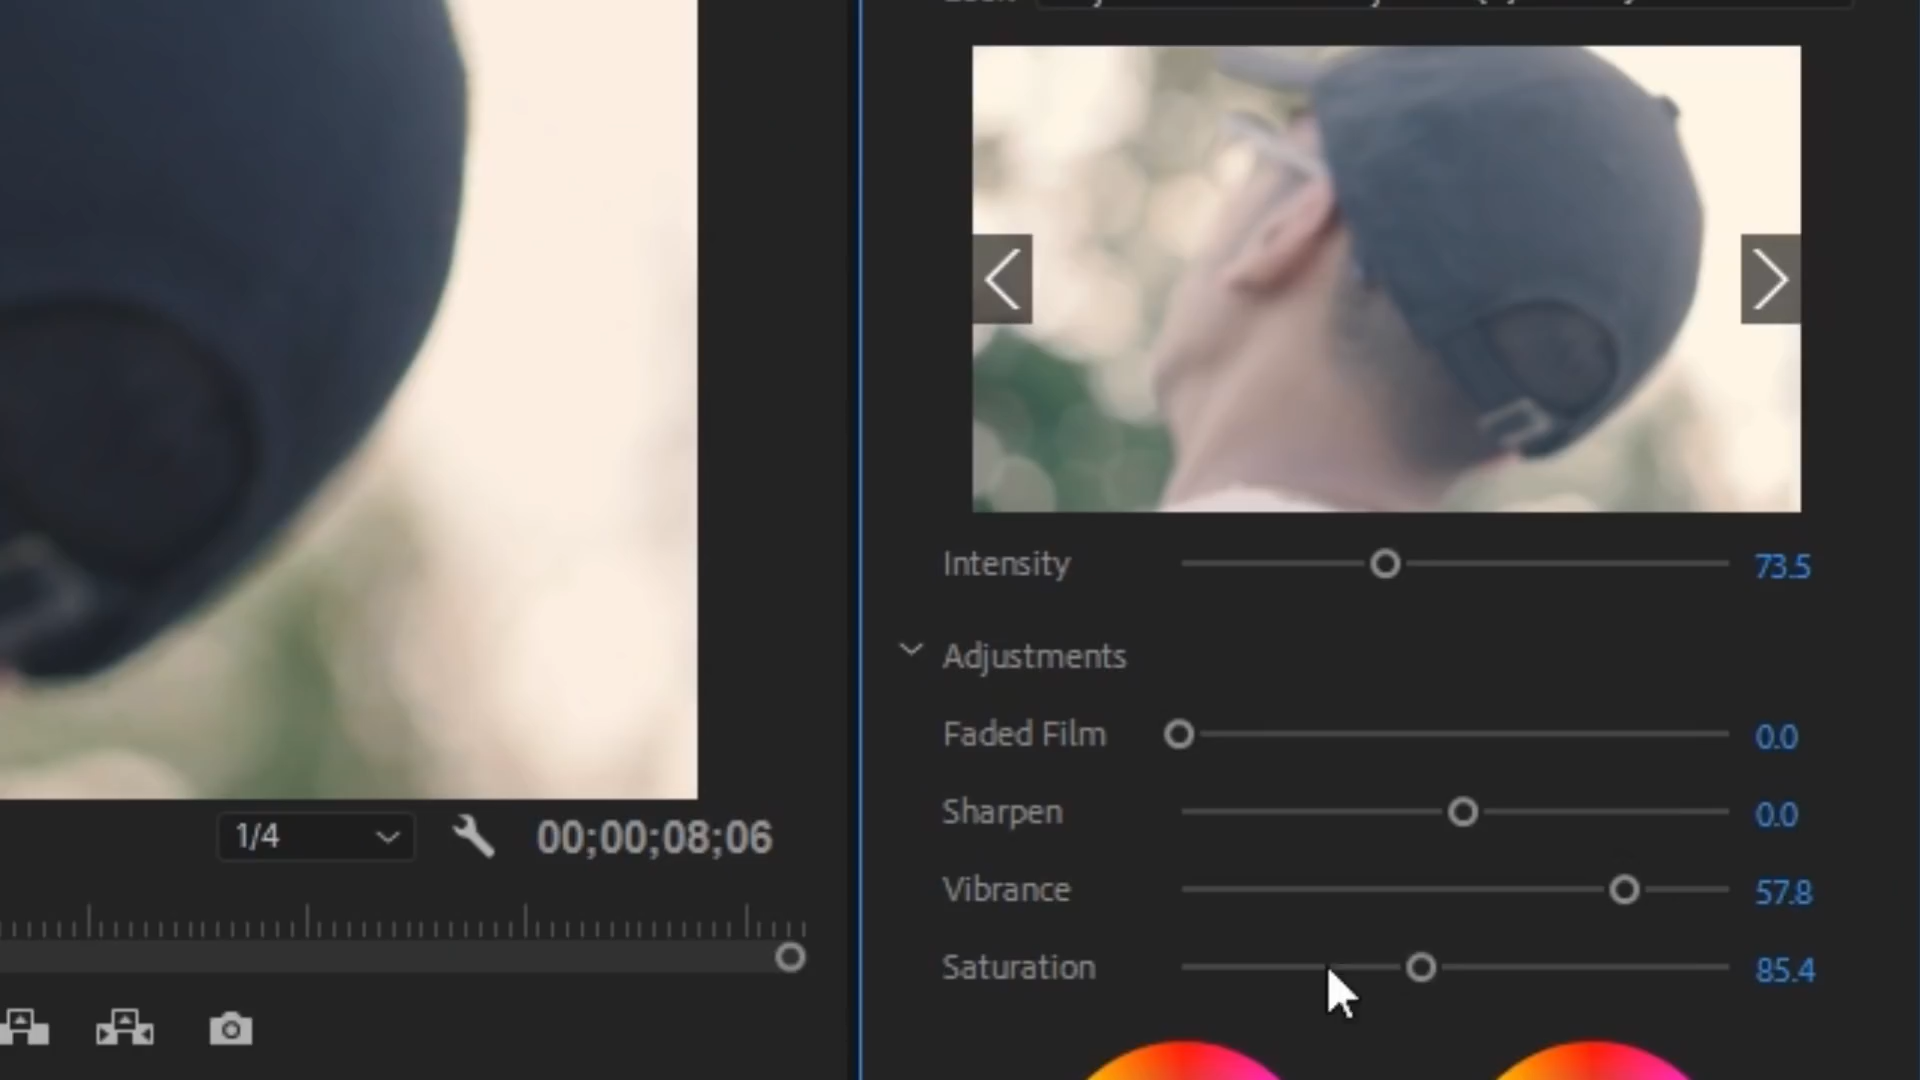 Intensity 73.5
Adjustments
Faded Film 0.0
Sharpen 0.0
1/4 00;00;08;06
Vibrance 57.8
Saturation 85.4